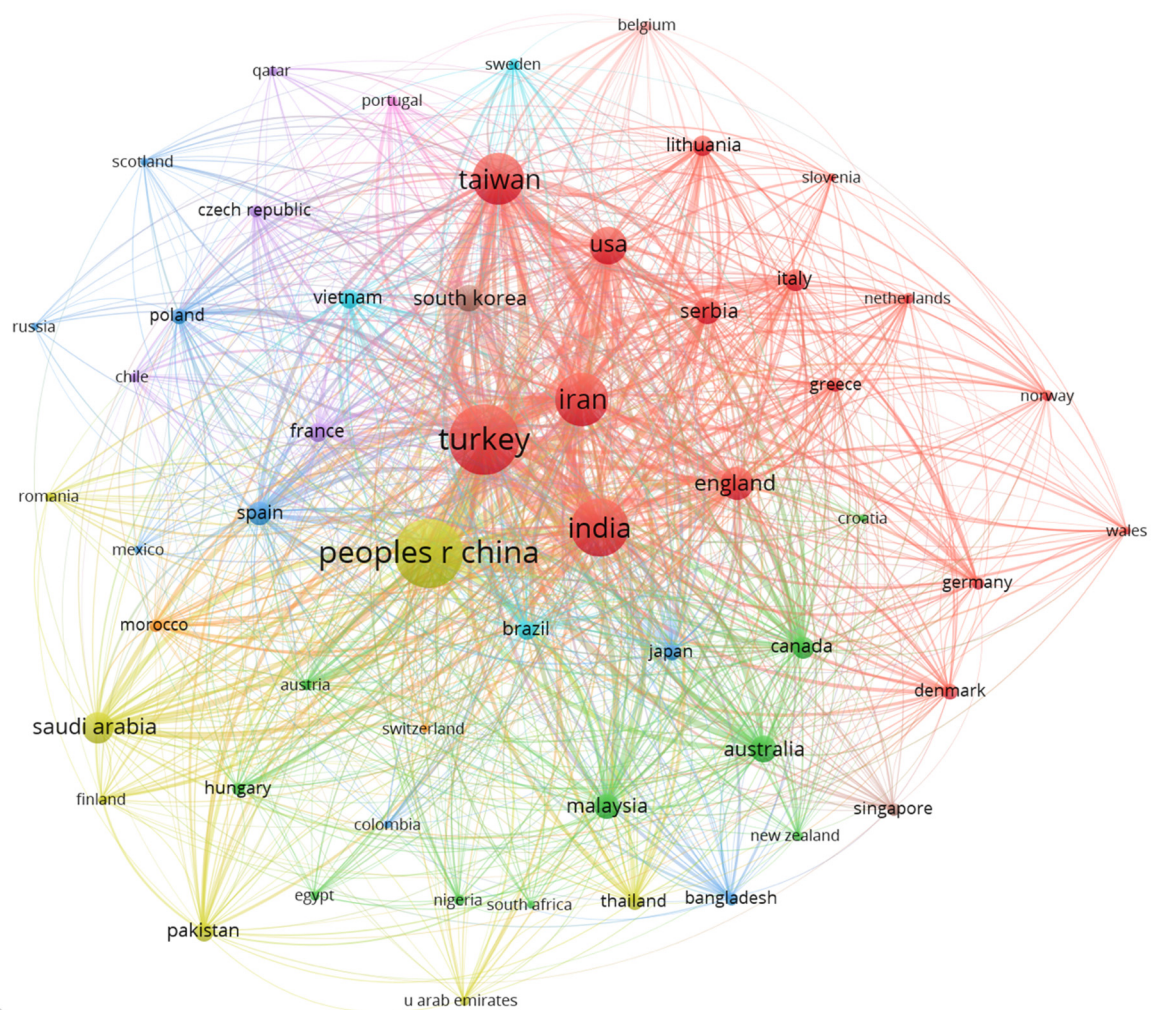 belgium
sweden
qatar
portugal
lithuania
scotland
slovenia
taiwan
czech republic
usa
italy
vietnam
south korea
netherlands
serbia
poland
russia
chile
greece
norway
iran
france
turkey
england
romania
spain
croatia
india
wales
mexico
peoples r china
germany
morocco
brazil
japan
canada
austria
denmark
saudi arabia
switzerland
australia
hungary
finland
malaysia
singapore
colombia
new zealand
egypt
nigeria
south africa
thailand
bangladesh
pakistan
u arab emirates